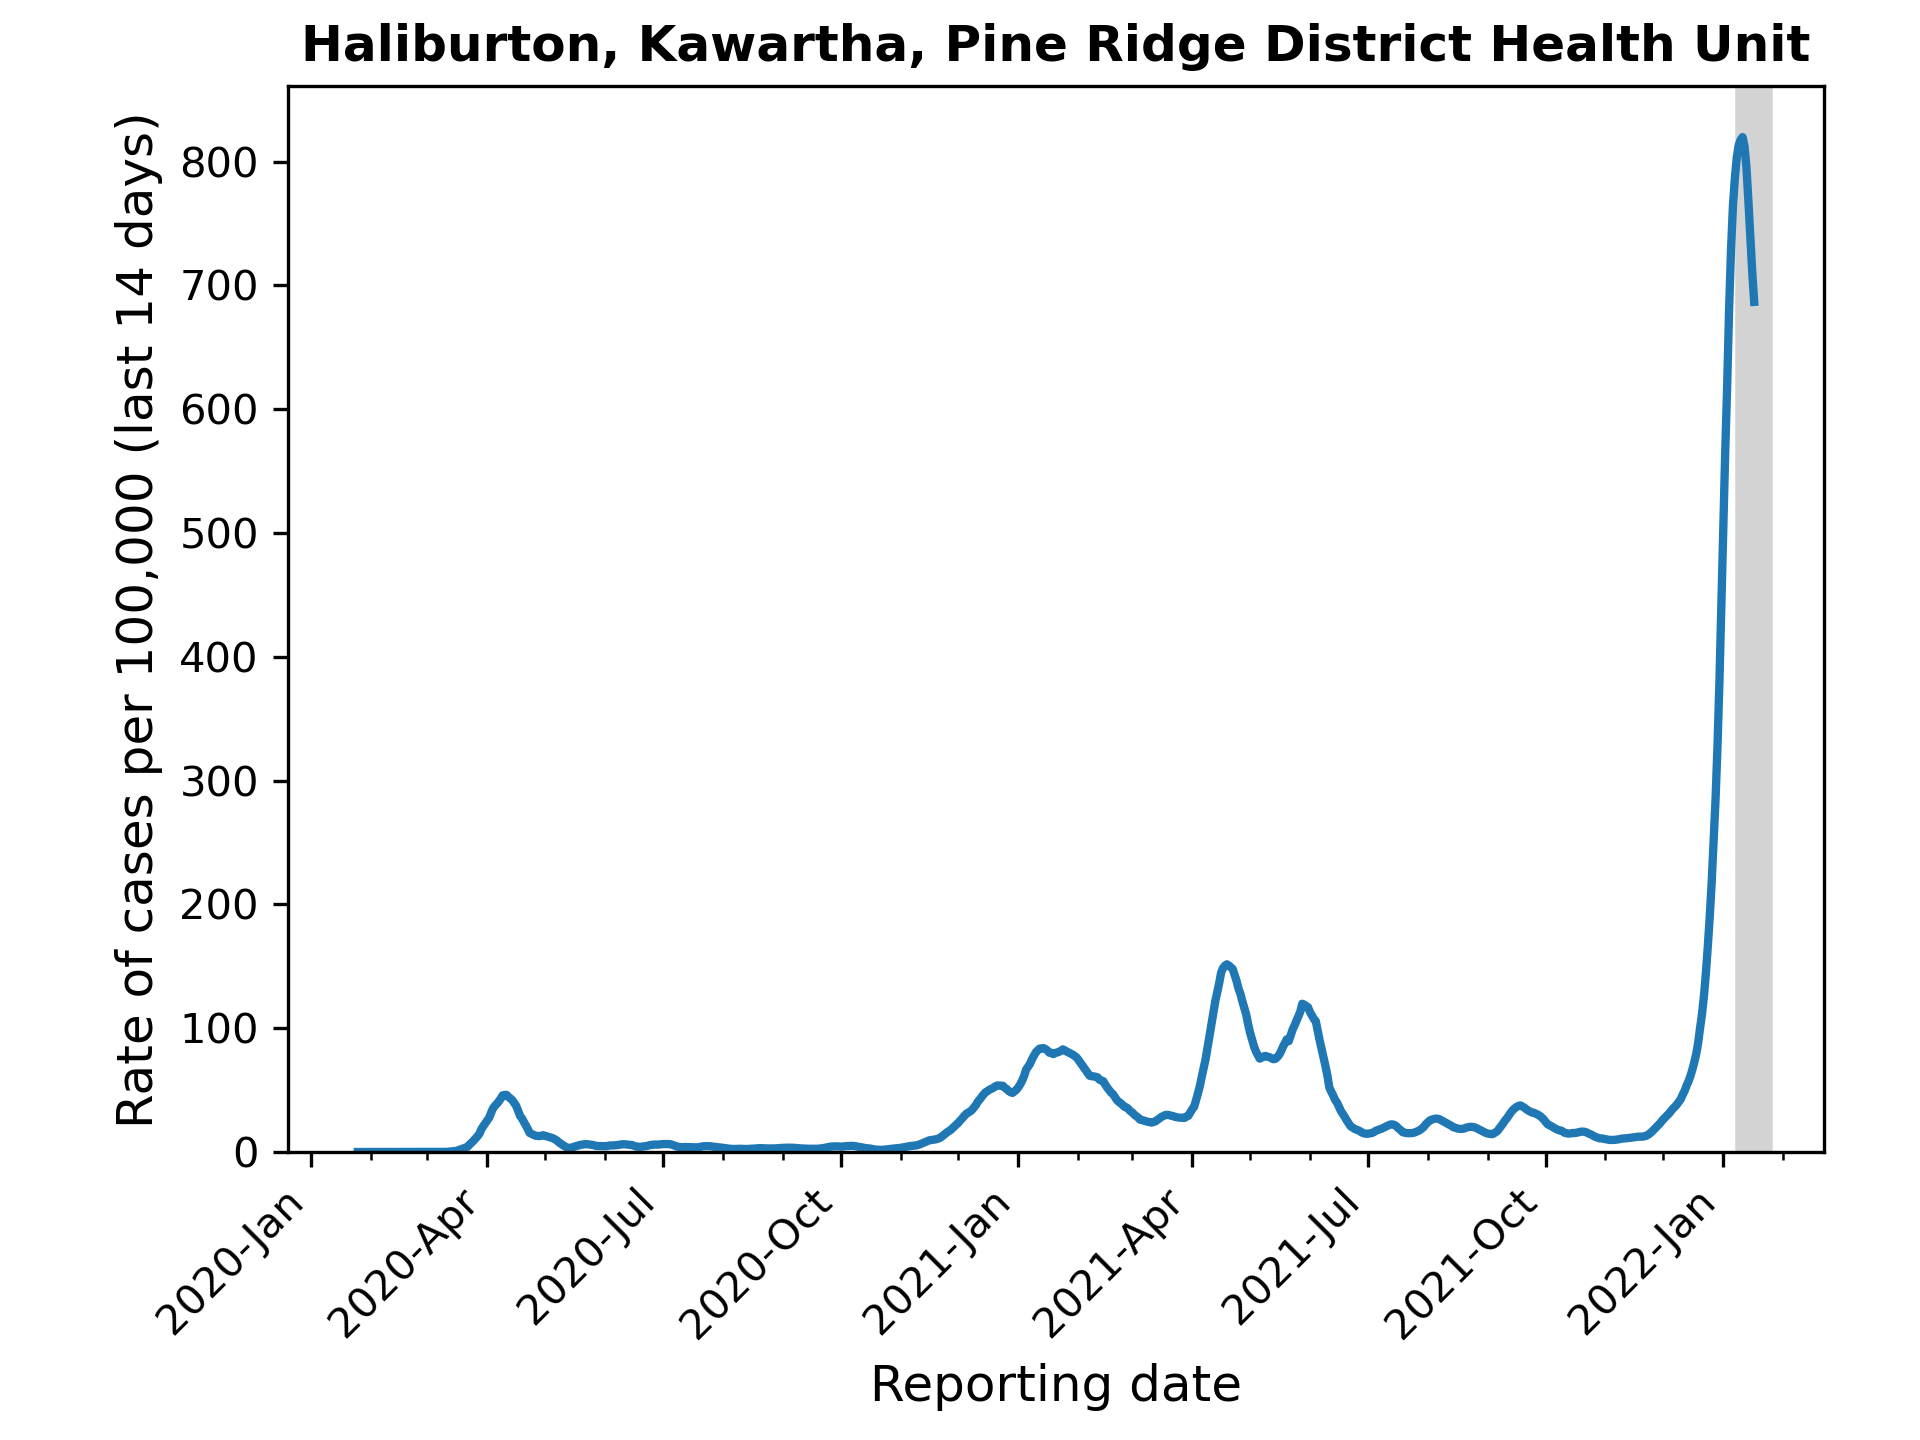 Haliburton, Kawartha, Pine Ridge District Health Unit
Rate of cases per 100,000 (last 14 days)
800
700
600
500
400
300
200
100
0
2020-Jan
2020-Apr
2020-Jul
2020-Oct
2021-Jan
2021-Apr
2021-Jul
2021-Oct
2022-Jan
Reporting date